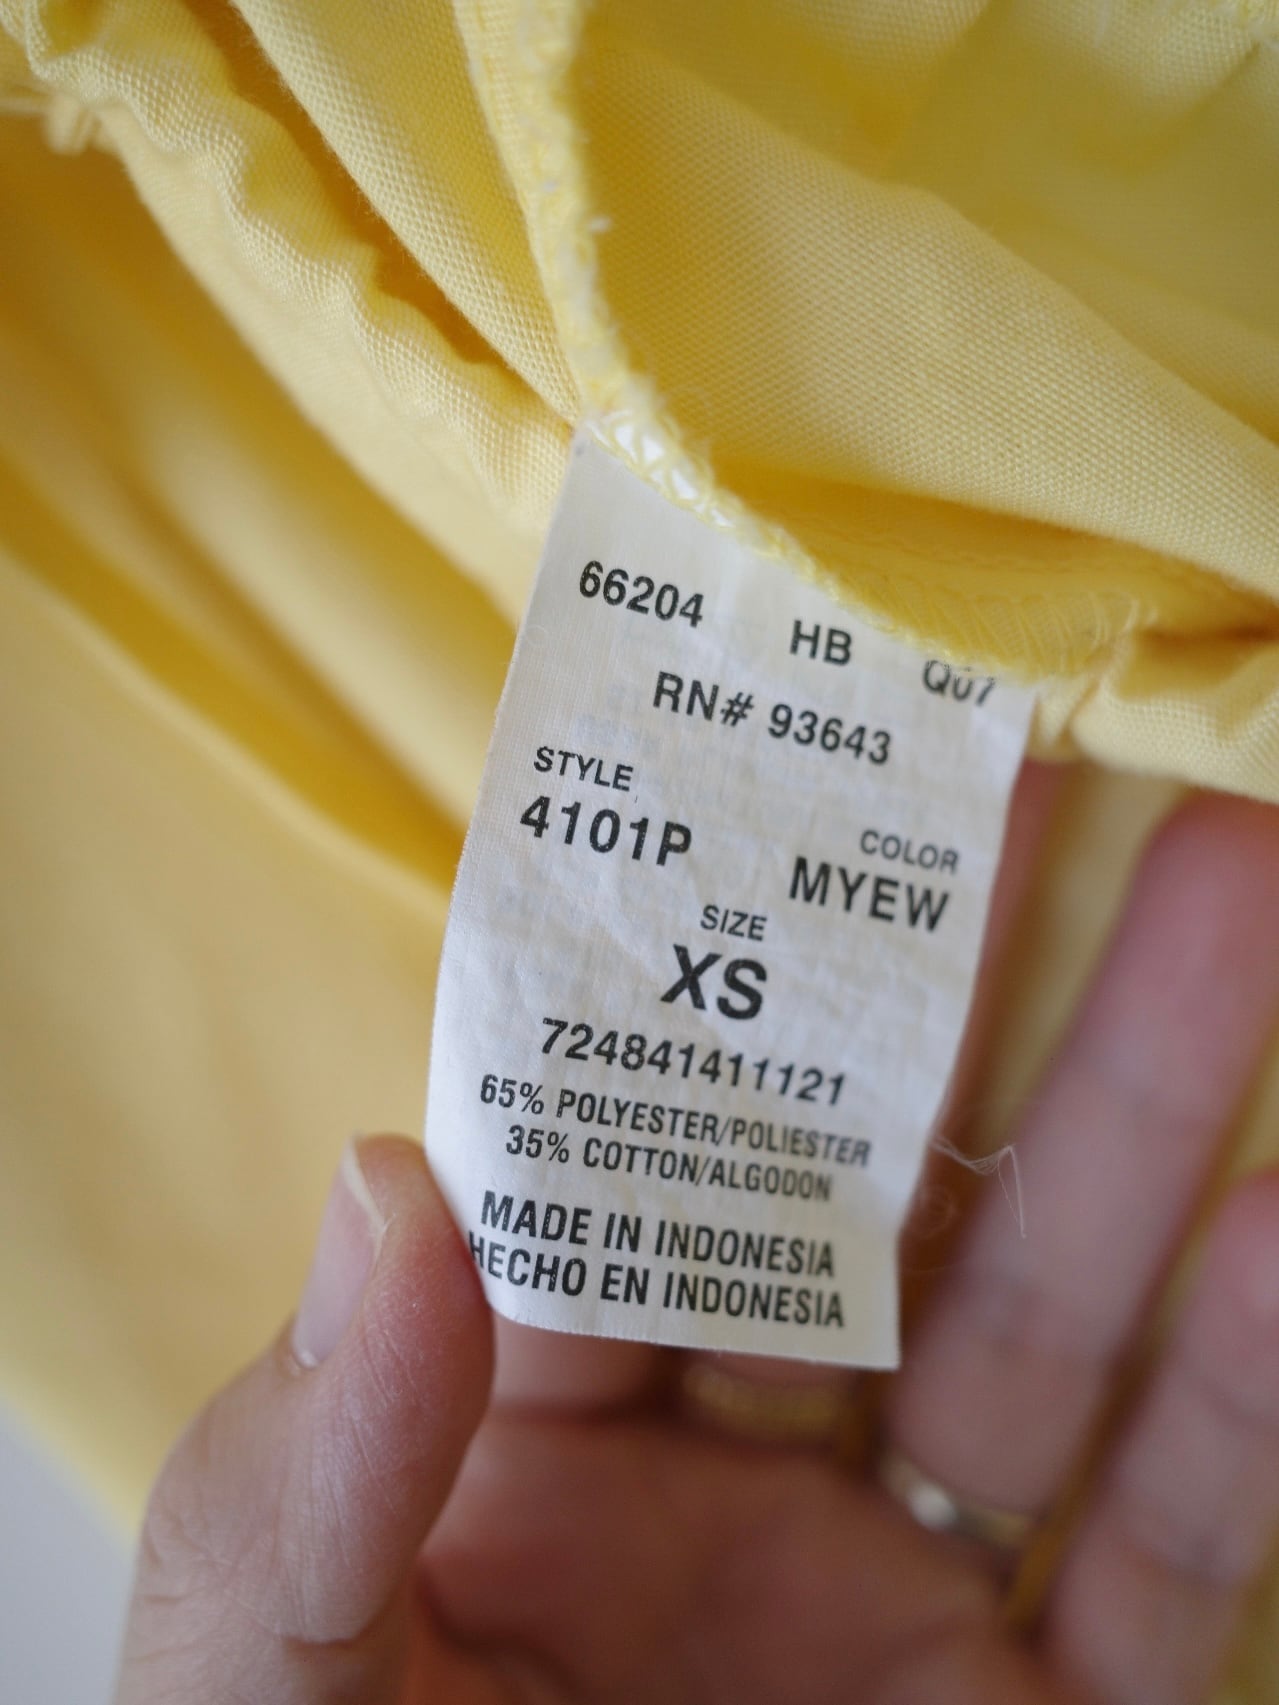 66204 HB Q07
RN# 93643
STYLE COLOR
4101P MYEW
SIZE
XS
724841411121
65% POLYESTER/POLIESTER
35% COTTON/ALGODON
MADE IN INDONESIA
HECHO EN INDONESIA